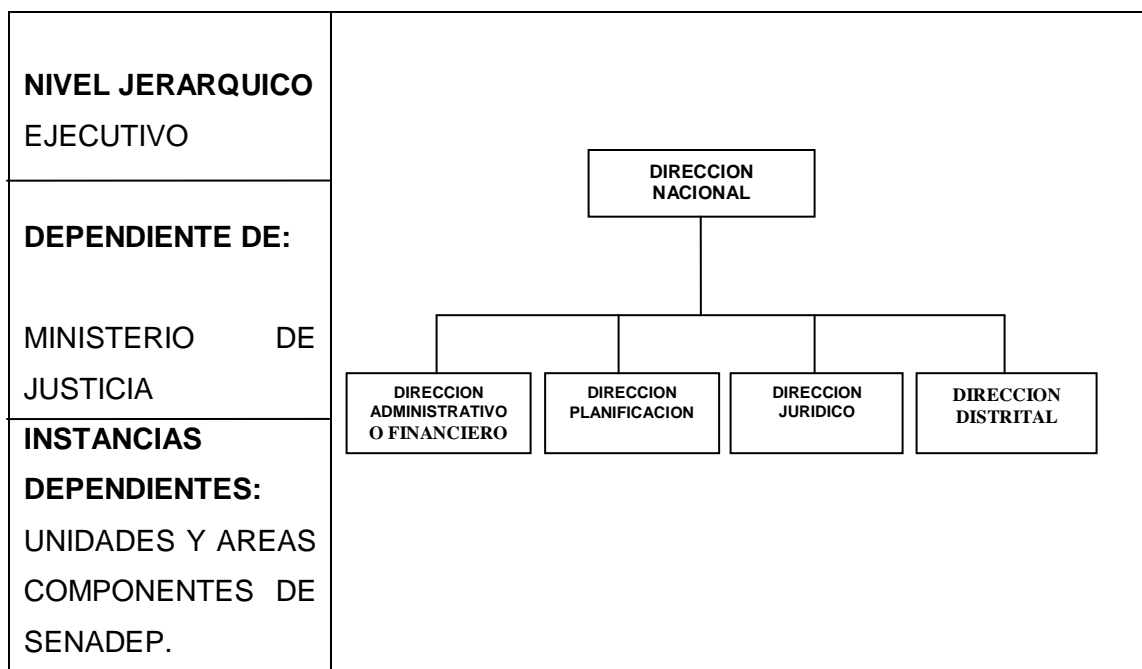 NIVEL JERARQUICO
EJECUTIVO
DEPENDIENTE DE:
MINISTERIO DE
JUSTICIA
INSTANCIAS
DEPENDIENTES:
UNIDADES Y AREAS
COMPONENTES DE
SENADEP.
DIRECCION
NACIONAL
DIRECCION
ADMINISTRATIVO
O FINANCIERO
DIRECCION
PLANIFICACION
DIRECCION
JURIDICO
DIRECCION
DISTRITAL